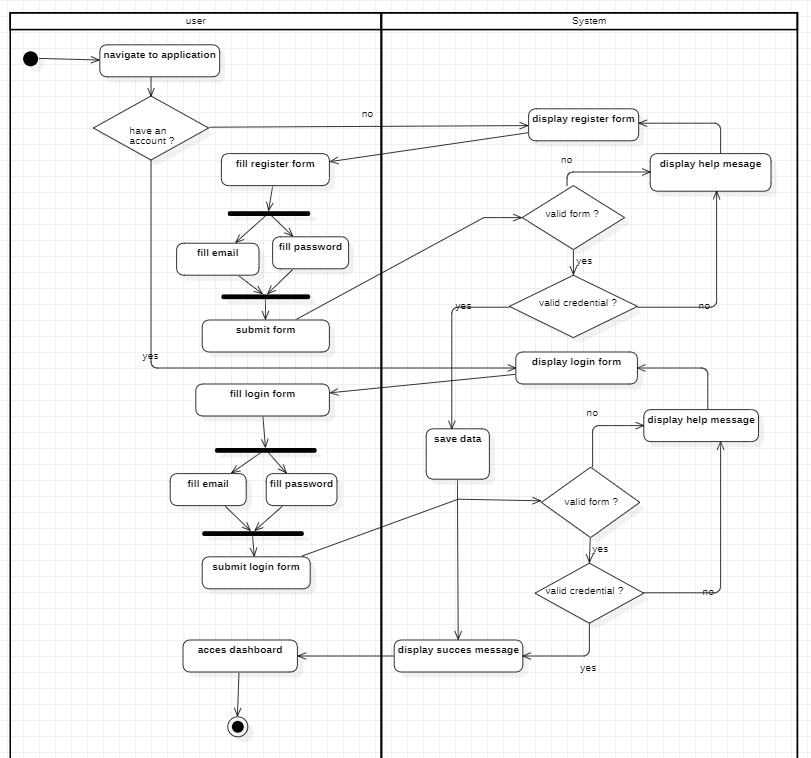 user
System
navigate to application
have an
account ?
no
display register form
fill register form
no
display help mesage
valid form ?
fill email
fill password
yes
submit form
yes
valid credential ?
no
yes
display login form
fill login form
no
display help message
save data
fill email
fill password
valid form ?
yes
submit login form
valid credential ?
no
acces dashboard
display succes message
yes